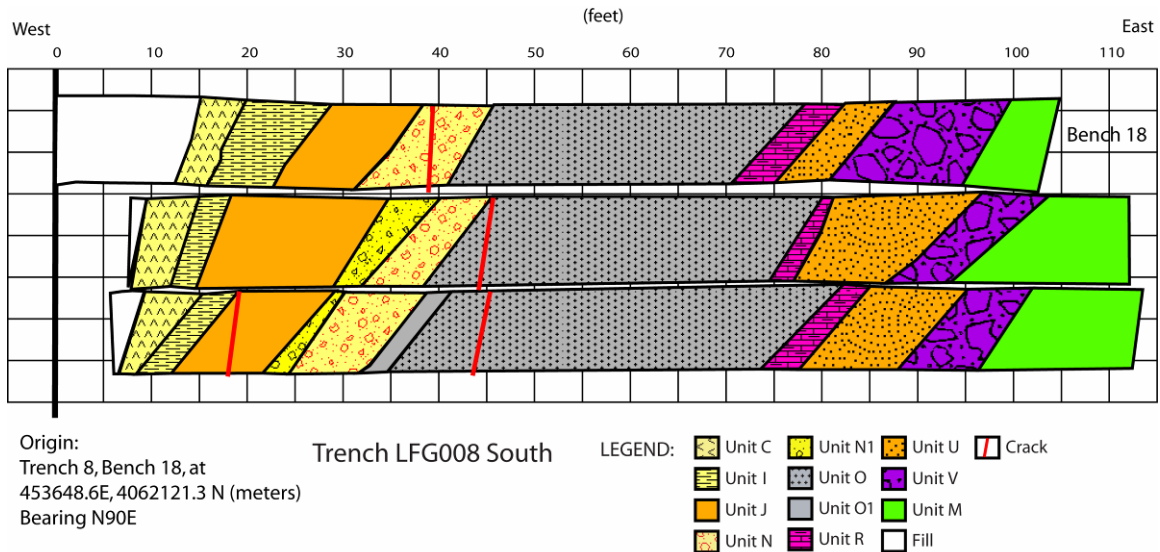 (feet)
West
East
0 10 20 30 40 50 60 70 80 90 100 110
Bench 18
Origin:
Trench 8, Bench 18, at
453648.6E, 4062121.3 N (meters)
Bearing N90E
Trench LFG008 South
LEGEND:
Unit C
Unit I
Unit J
Unit N
Unit N1
Unit O
Unit O1
Unit R
Unit U
Unit V
Unit M
Fill
Crack